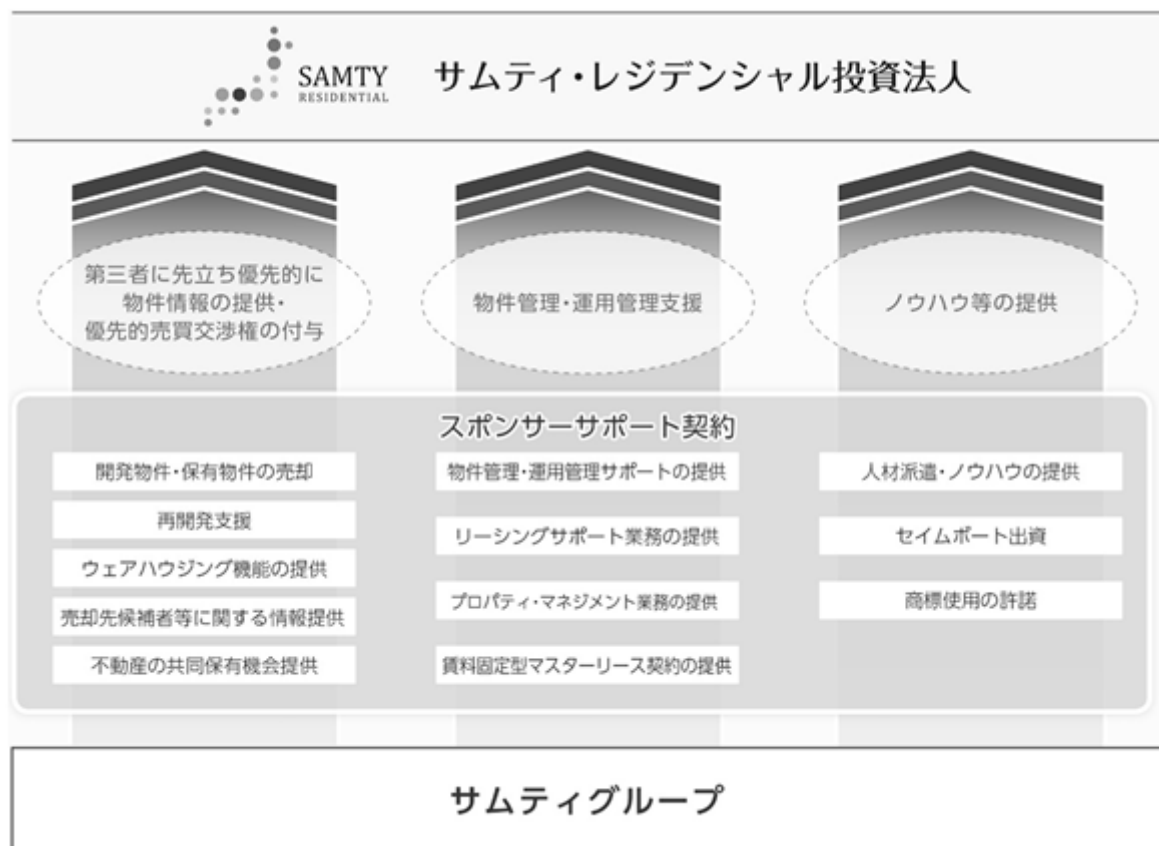 SAMTY
RESIDENTIAL
サムティ・レジデンシャル投資法人
第三者に先立ち優先的に
物件情報の提供・
優先的売買交渉権の付与
物件管理・運用管理支援
ノウハウ等の提供
スポンサーサポート契約
開発物件・保有物件の売却
再開発支援
ウェアハウジング機能の提供
売却先候補者等に関する情報提供
不動産の共同保有機会提供
物件管理・運用管理サポートの提供
リーシングサポート業務の提供
プロパティ・マネジメント業務の提供
賃料固定型マスターリース契約の提供
人材派遣・ノウハウの提供
セイムボート出資
商標使用の許諾
サムティグループ